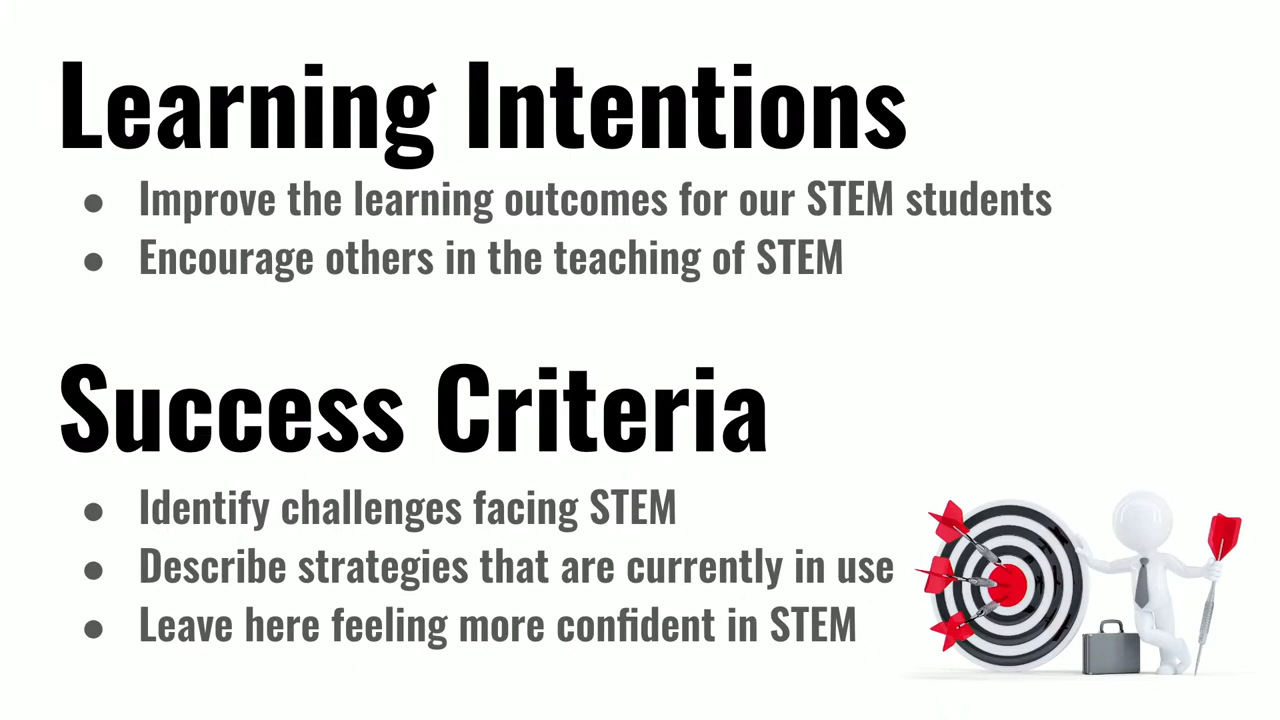 Learning Intentions
● Improve the learning outcomes for our STEM students
● Encourage others in the teaching of STEM
Success Criteria
● Identify challenges facing STEM
● Describe strategies that are currently in use
● Leave here feeling more confident in STEM